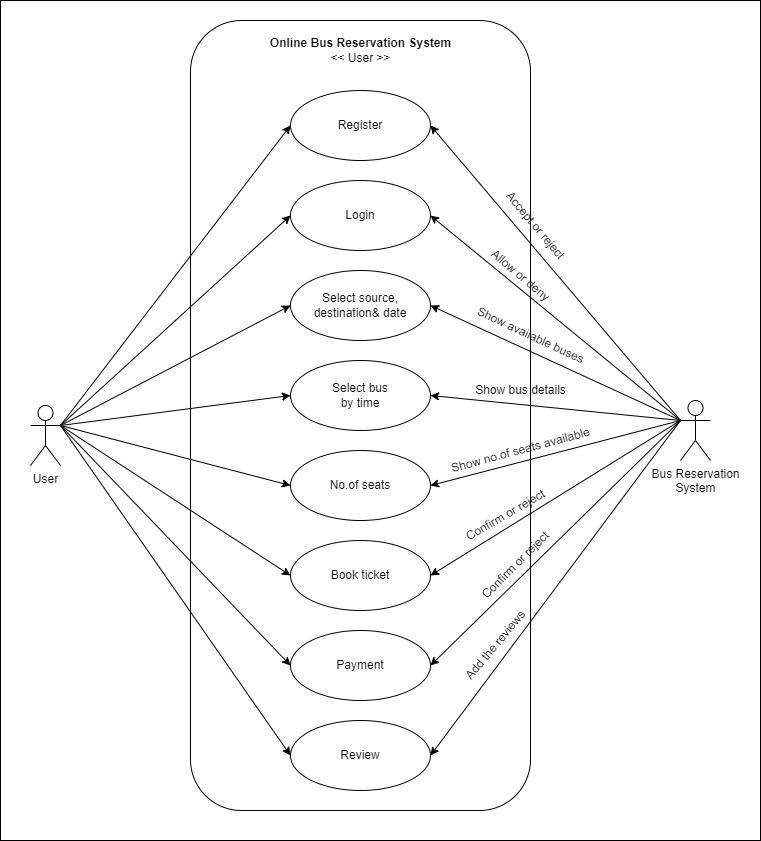 Online Bus Reservation System
<< User >>
Register
Accept or reject
Login
Allow or deny
Select source,
destination& date
Show available buses
Select bus
by time
Show bus details
User
Bus Reservation
System
No.of seats
Show no.of seats available
Book ticket
Confirm or reject
Payment
Confirm or reject
Review
Add the reviews